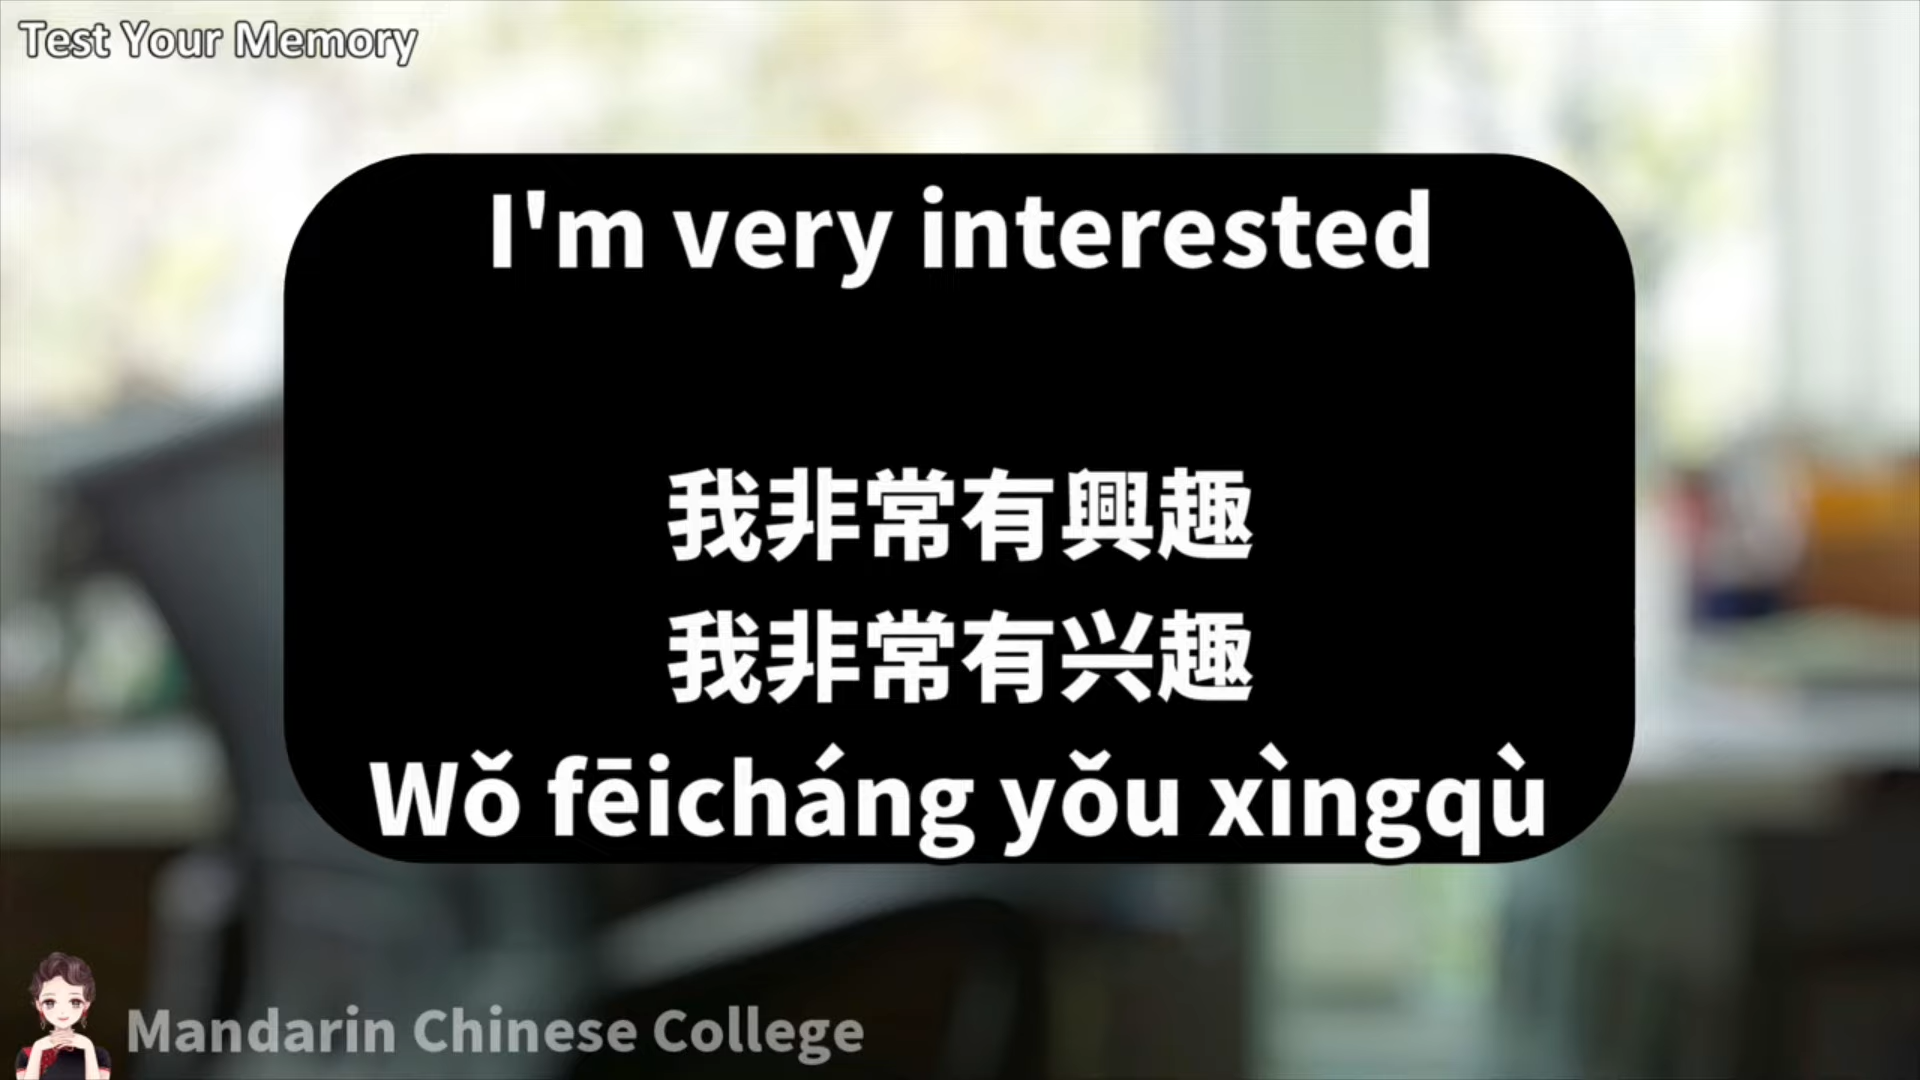 Test Your Memory
I'm very interested
我非常有興趣
我非常有兴趣
Wǒ fēicháng yǒu xìngqù
Mandarin Chinese College